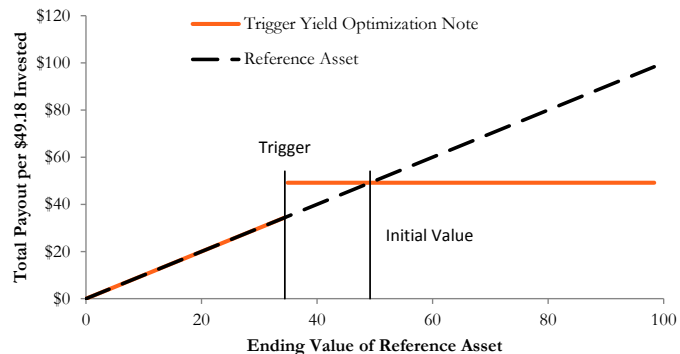 $120
Trigger Yield Optimization Note
$100
Reference Asset
$80
Trigger
$60
$40
Initial Value
$20
$0
0 20 40 60 80 100
Total Payout per $49.18 Invested
Ending Value of Reference Asset